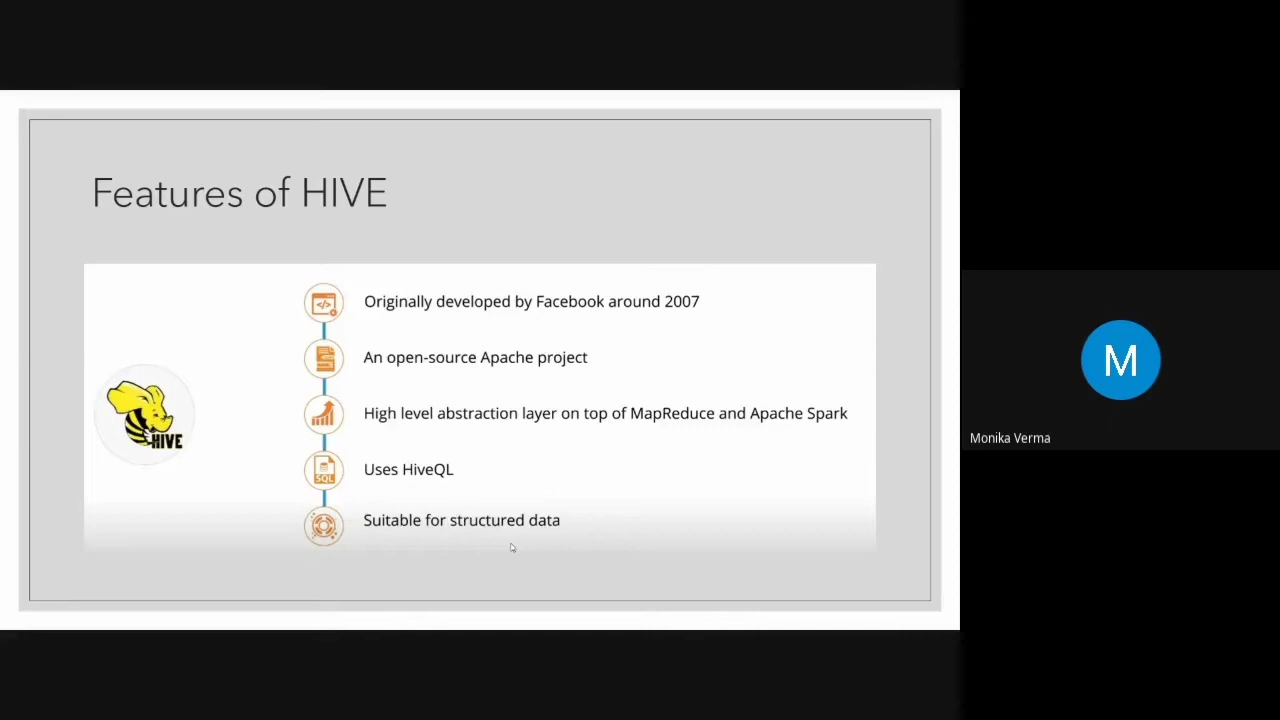 Features of HIVE
Originally developed by Facebook around 2007
An open-source Apache project
High level abstraction layer on top of MapReduce and Apache Spark
HIVE
Uses HiveQL
SQL
Suitable for structured data
M
Monika Verma